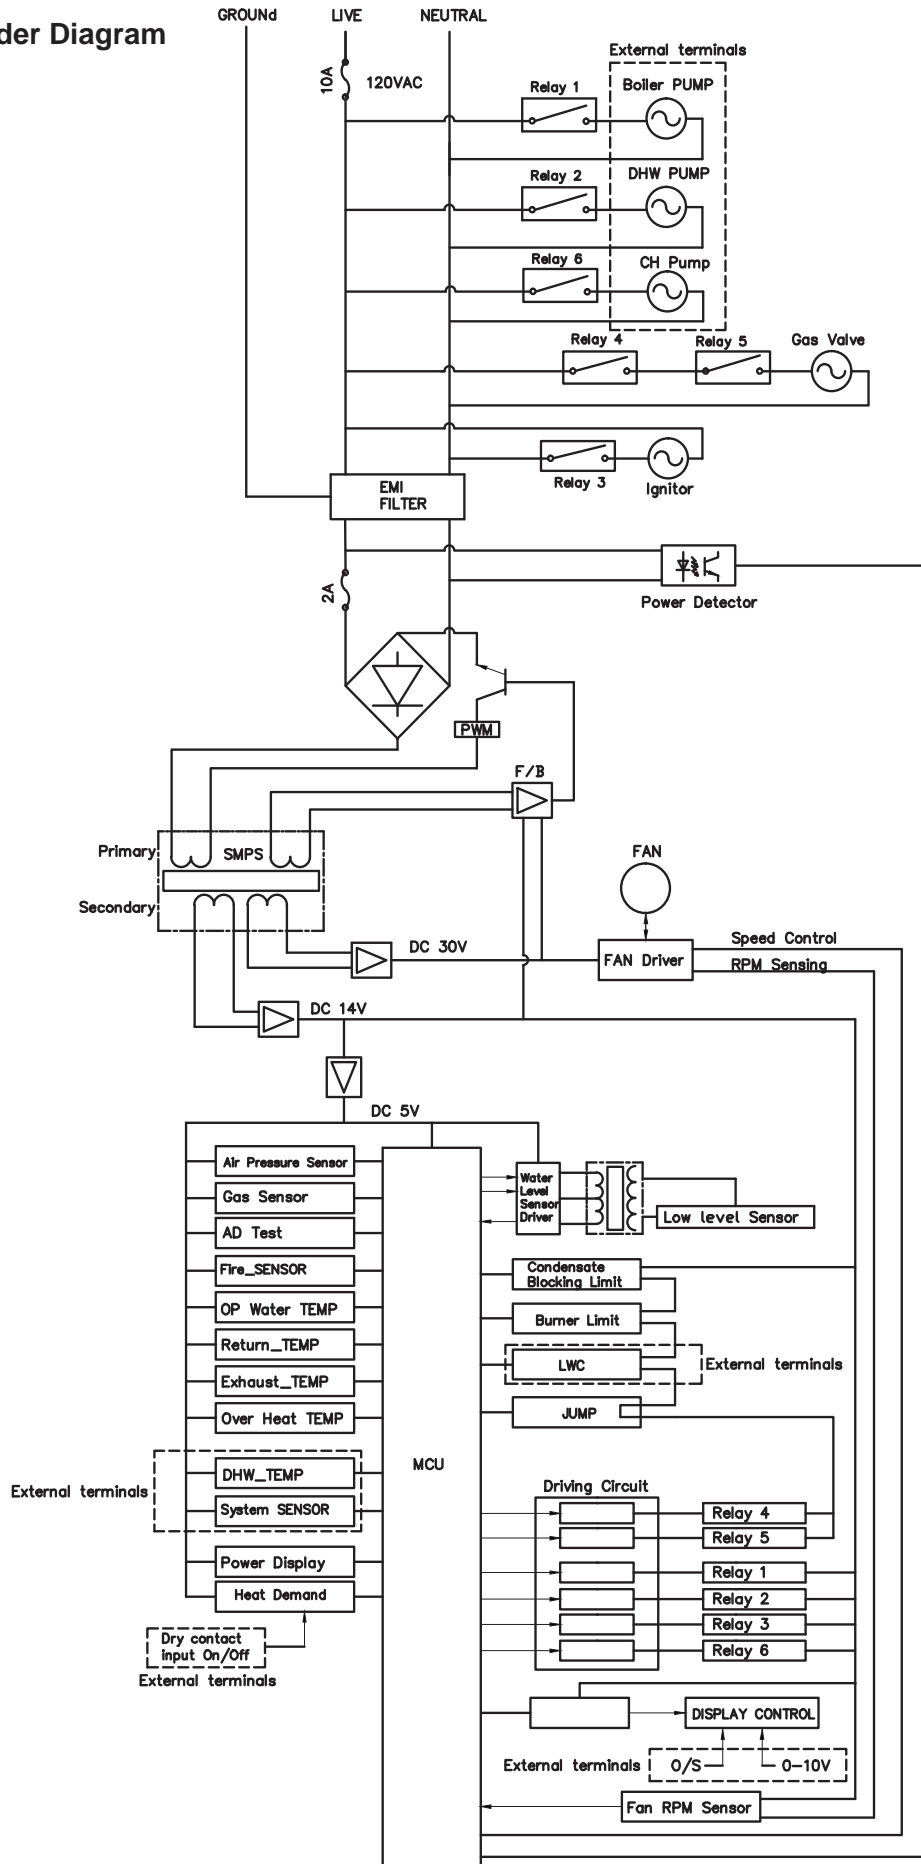 der Diagram
GROUNd
LIVE
NEUTRAL
10A
120VAC
External terminals
Relay 1
Boiler PUMP
Relay 2
DHW PUMP
Relay 6
CH Pump
Relay 4
Relay 5
Gas Valve
Relay 3
Ignitor
EMI
FILTER
2A
Power Detector
PWM
F/B
Primary
SMPS
Secondary
FAN
DC 30V
FAN Driver
Speed Control
RPM Sensing
DC 14V
DC 5V
Air Pressure Sensor
Gas Sensor
AD Test
Fire_SENSOR
OP Water TEMP
Return_TEMP
Exhaust_TEMP
Over Heat TEMP
External terminals
DHW_TEMP
System SENSOR
Power Display
Heat Demand
Dry contact
input On/Off
External terminals
MCU
Water
Level
Sensor
Driver
Low level Sensor
Condensate
Blocking Limit
Burner Limit
LWC
External terminals
JUMP
Driving Circuit
Relay 4
Relay 5
Relay 1
Relay 2
Relay 3
Relay 6
DISPLAY CONTROL
External terminals
O/S
0-10V
Fan RPM Sensor